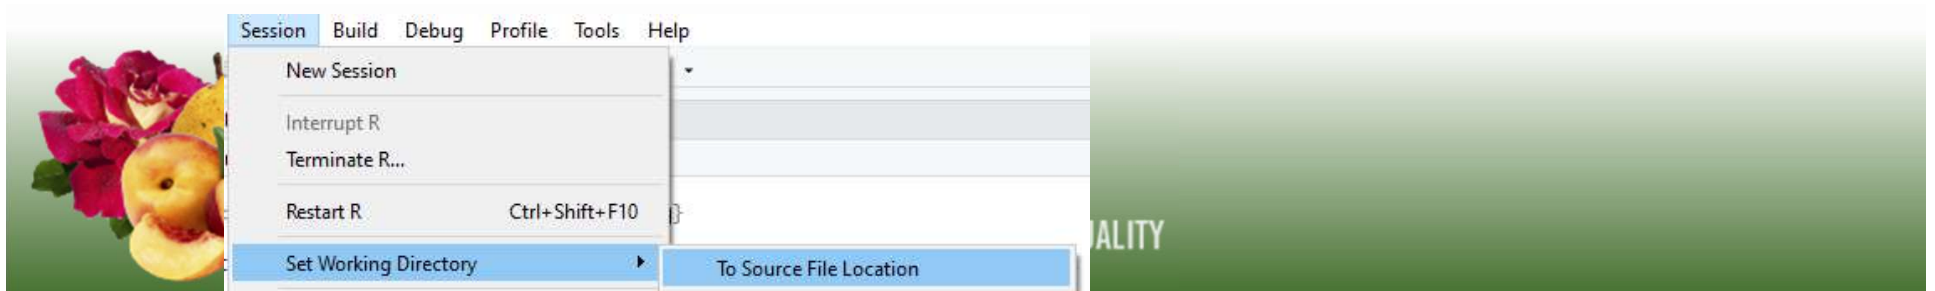 Session Build Debug Profile Tools Help
New Session
Interrupt R
Terminate R...
Restart R Ctrl+Shift+F10
Set Working Directory
To Source File Location